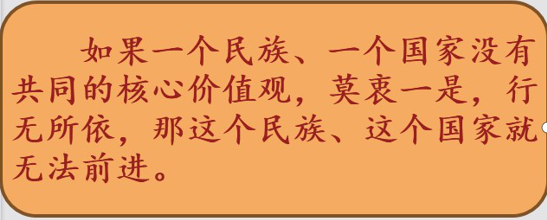 如果一个民族、一个国家没有
共同的核心价值观，莫衷一是，行
无所依，那这个民族、这个国家就
无法前进。